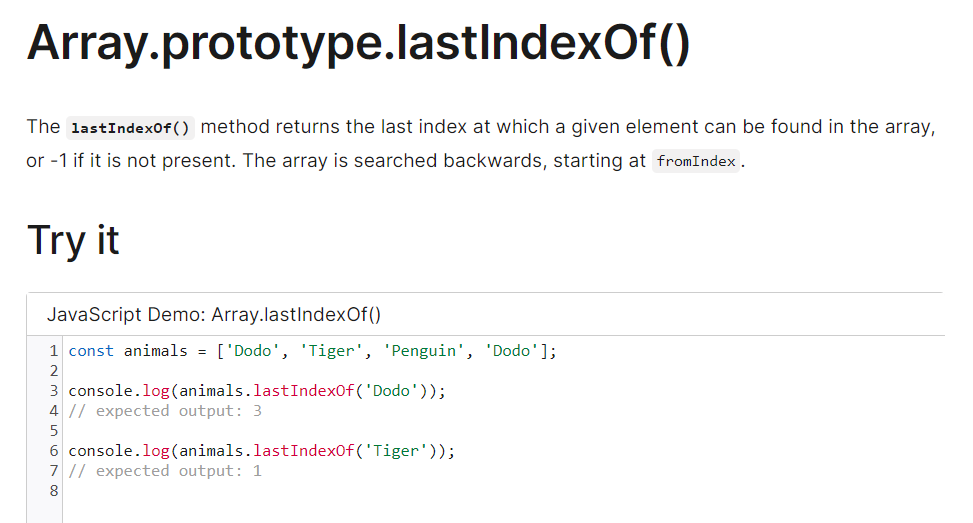 Array.prototype.lastIndexOf()
The lastIndexOf() method returns the last index at which a given element can be found in the array,
or -1 if it is not present. The array is searched backwards, starting at fromIndex.
Try it
JavaScript Demo: Array.lastIndexOf()
1 const animals = ['Dodo', 'Tiger', 'Penguin', 'Dodo'];
2
3 console.log(animals.lastIndexOf('Dodo'));
4 // expected output: 3
5
6 console.log(animals.lastIndexOf('Tiger'));
7 // expected output: 1
8